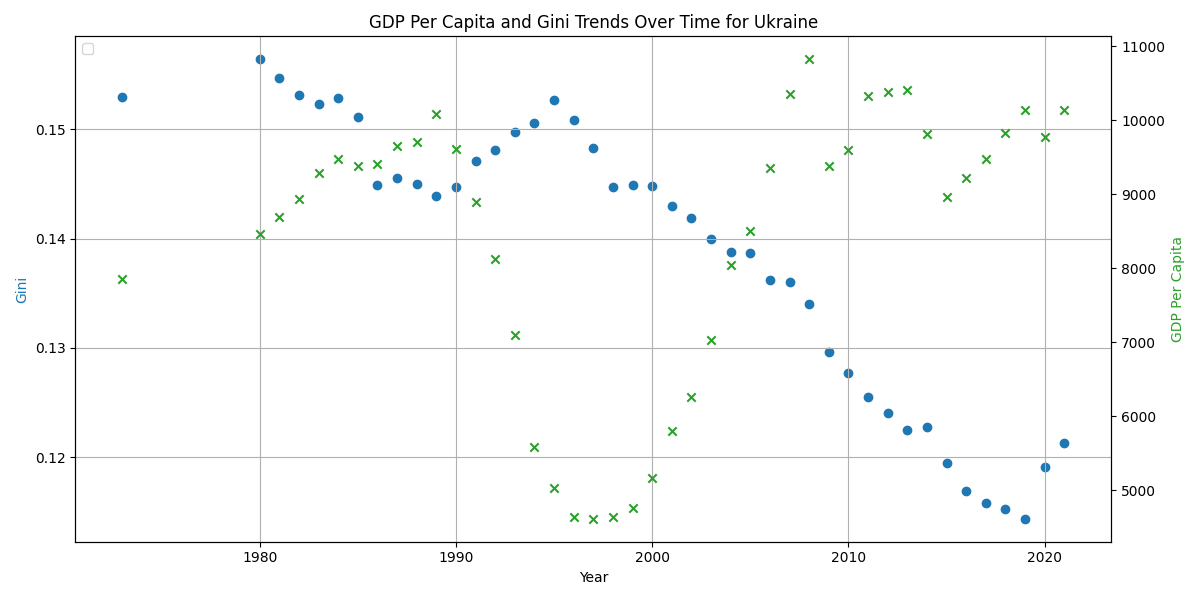 GDP Per Capita and Gini Trends Over Time for Ukraine
Gini
0.15
0.14
0.13
0.12
11000
10000
9000
8000
7000
6000
5000
GDP Per Capita
1980 1990 2000 2010 2020
Year